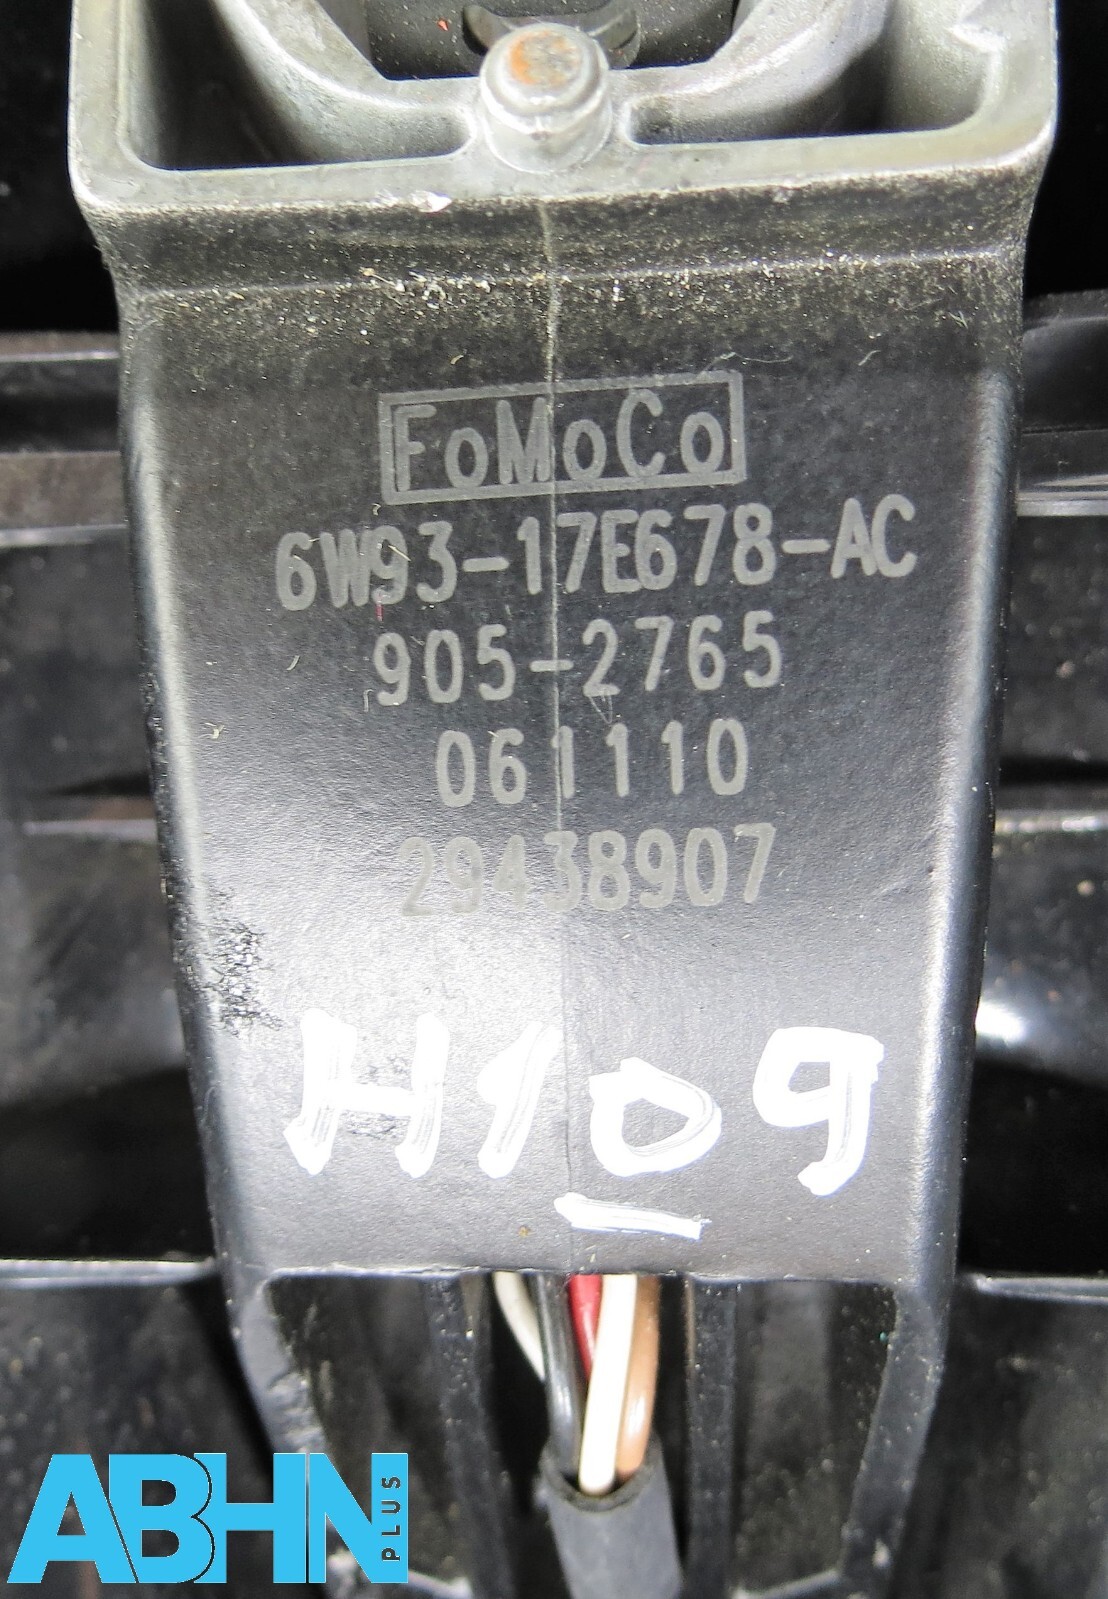 FoMoCo
6W93-17E678-AC
905-2765
061110
29438907
H109
ABHN PLUS